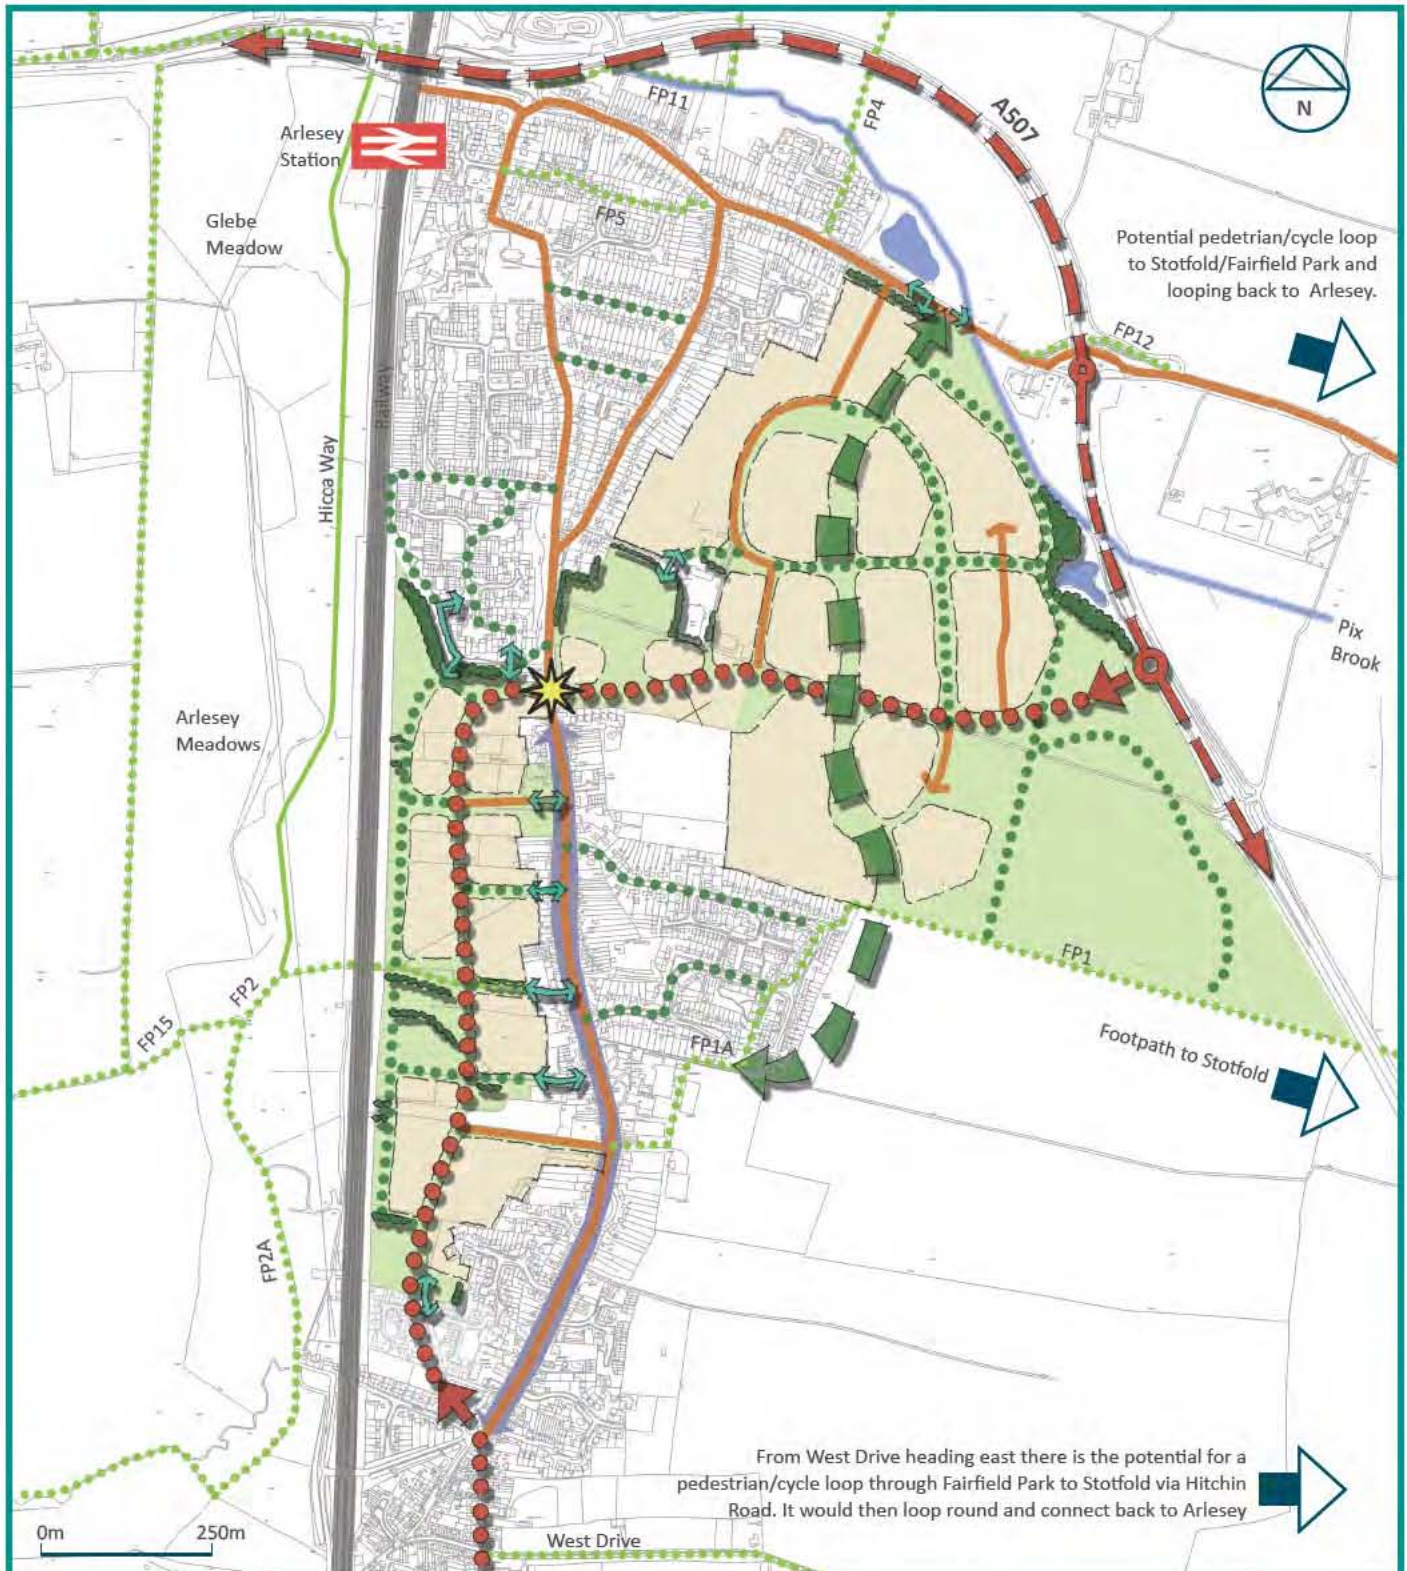 FP11
FP4
A507
N
Arlesey
Station
Glebe
Meadow
FP5
Potential pedetrian/cycle loop
to Stotfold/Fairfield Park and
looping back to Arlesey.
FP12
Railway
Hicca Way
Pix
Brook
Arlesey
Meadows
FP1
FP2
FP15
FP1A
Footpath to Stotfold
FP2A
From West Drive heading east there is the potential for a
pedestrian/cycle loop through Fairfield Park to Stotfold via Hitchin
Road. It would then loop round and connect back to Arlesey
0m
250m
West Drive